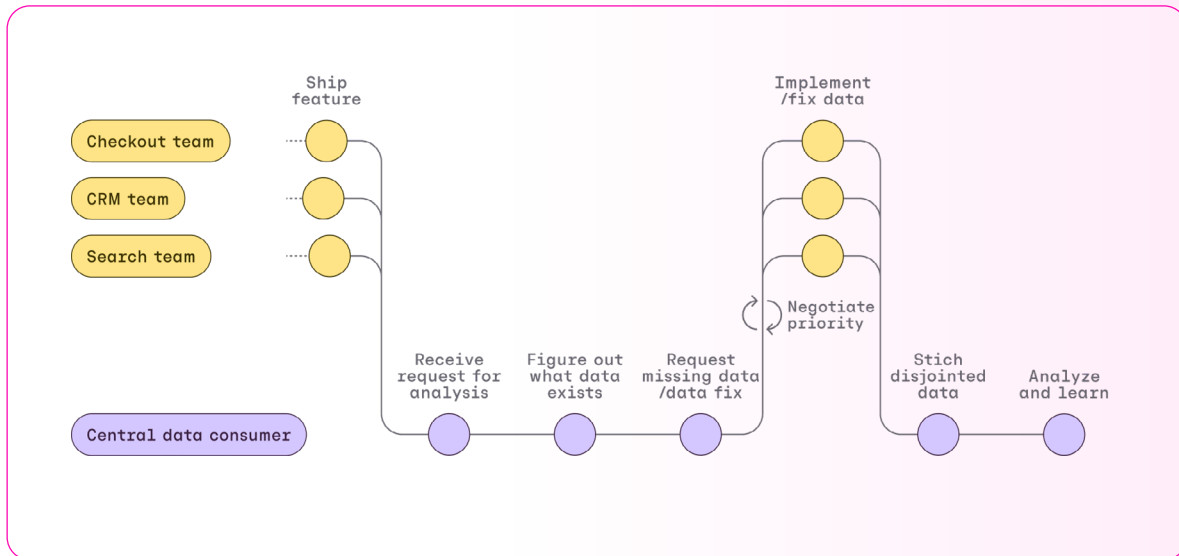 Ship
feature
Implement
/fix data
Checkout team
CRM team
Search team
Negotiate
priority
Receive
request for
analysis
Figure out
what data
exists
Request
missing data
/data fix
Stich
disjointed
data
Analyze
and learn
Central data consumer